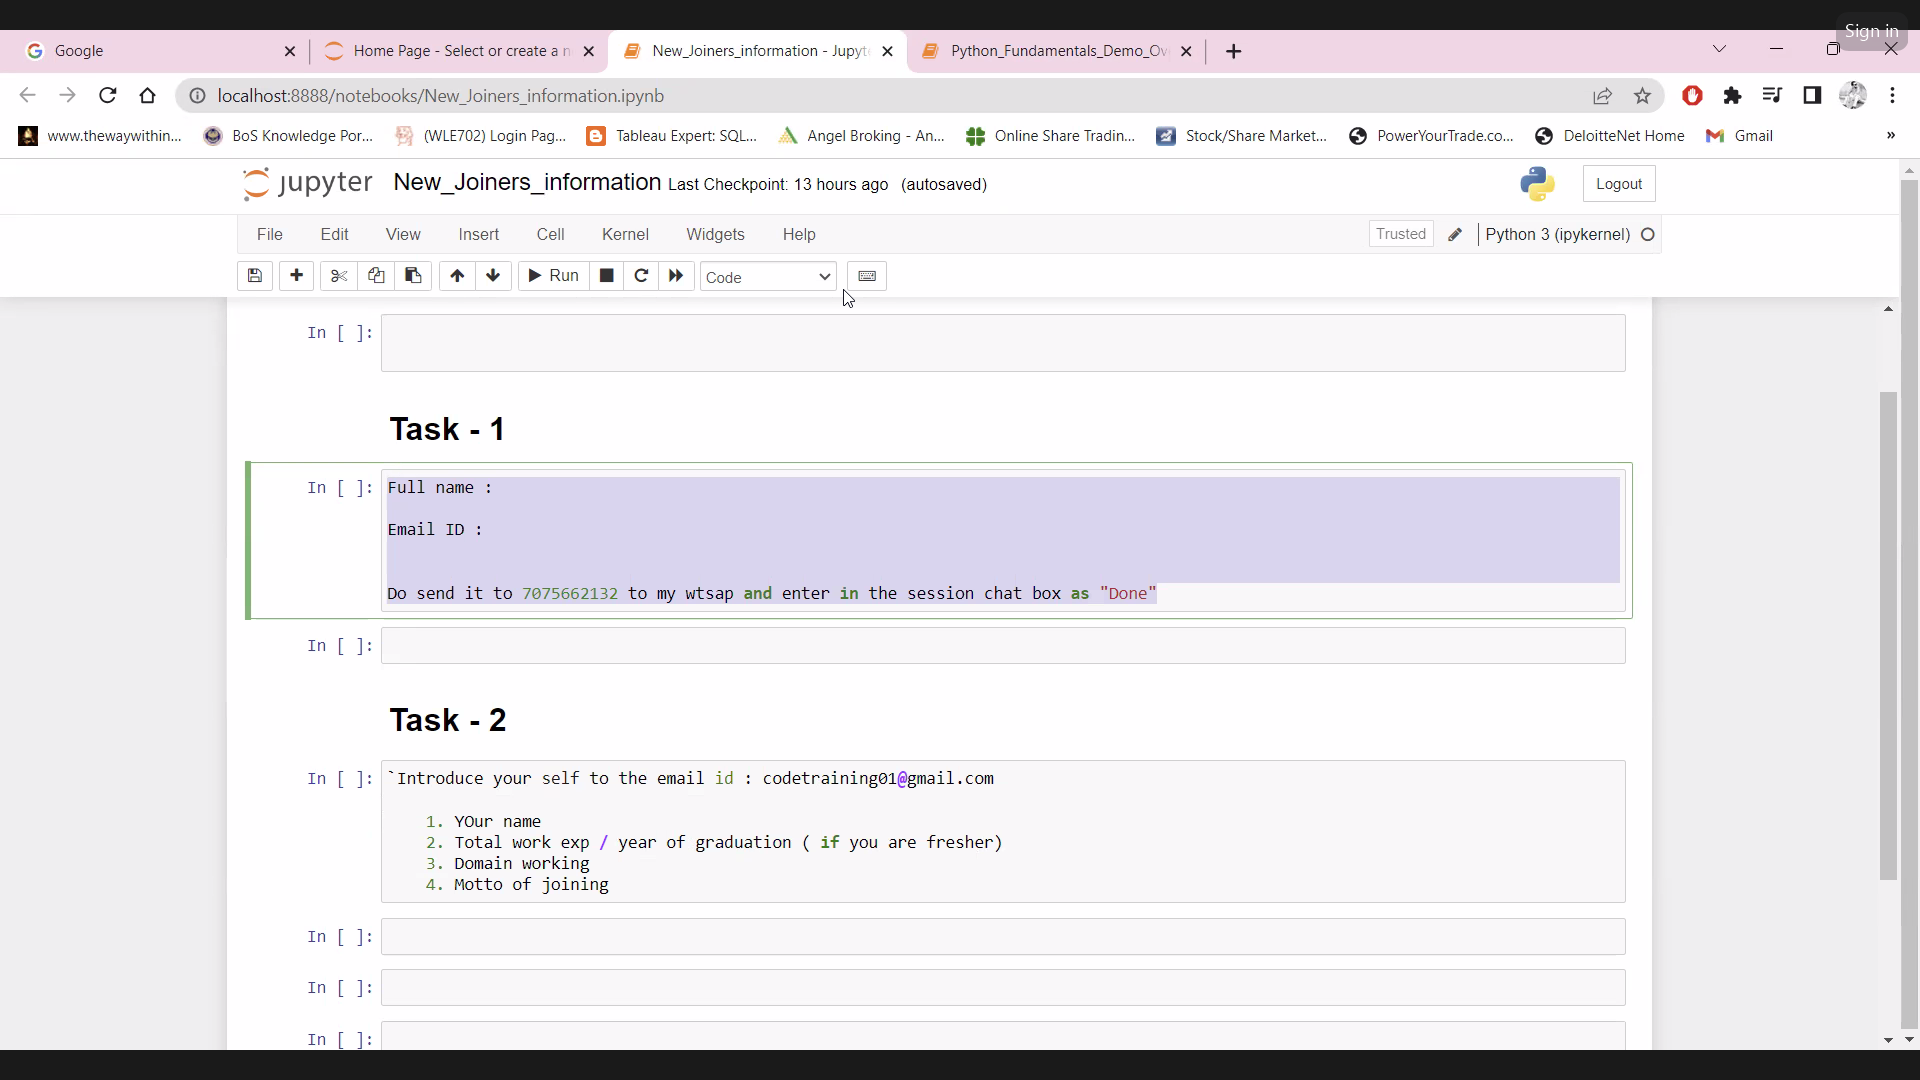 Sign in
Google
Home Page - Select or create a n
New_Joiners_information - Jupyte
Python_Fundamentals_Demo_Ov
localhost:8888/notebooks/New_Joiners_information.ipynb
www.thewaywithin...
BoS Knowledge Por...
(WLE702) Login Pag...
Tableau Expert: SQL...
Angel Broking - An...
Online Share Tradin...
Stock/Share Market...
PowerYourTrade.co...
DeloitteNet Home
Gmail
»
jupyter New_Joiners_information Last Checkpoint: 13 hours ago (autosaved)
Logout
File Edit View Insert Cell Kernel Widgets Help
Trusted
Python 3 (ipykernel)
Run
Code
In [ ]:
Task - 1
In [ ]: Full name :
Email ID :
Do send it to 7075662132 to my wtsap and enter in the session chat box as "Done"
In [ ]:
Task - 2
In [ ]: `Introduce your self to the email id : codetraining01@gmail.com
1. YOur name
2. Total work exp / year of graduation ( if you are fresher)
3. Domain working
4. Motto of joining
In [ ]:
In [ ]:
In [ ]: